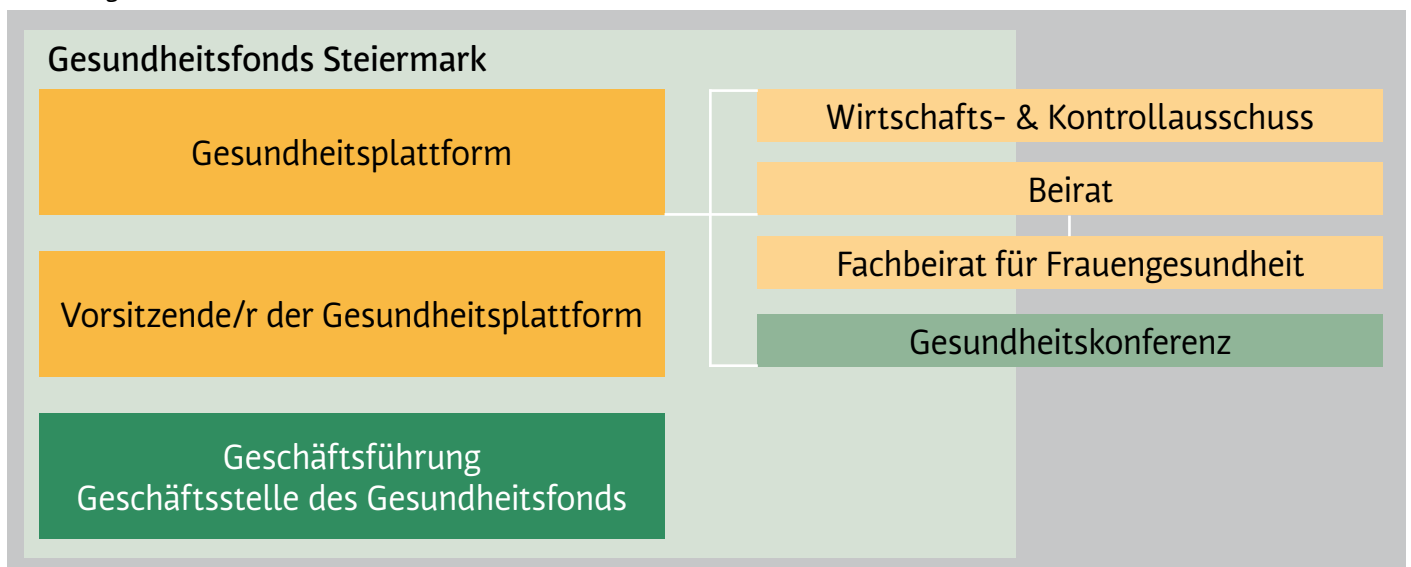 Gesundheitsfonds Steiermark
Gesundheitsplattform
Vorsitzende/r der Gesundheitsplattform
Geschäftsführung
Geschäftsstelle des Gesundheitsfonds
Wirtschafts- & Kontrollausschuss
Beirat
Fachbeirat für Frauengesundheit
Gesundheitskonferenz